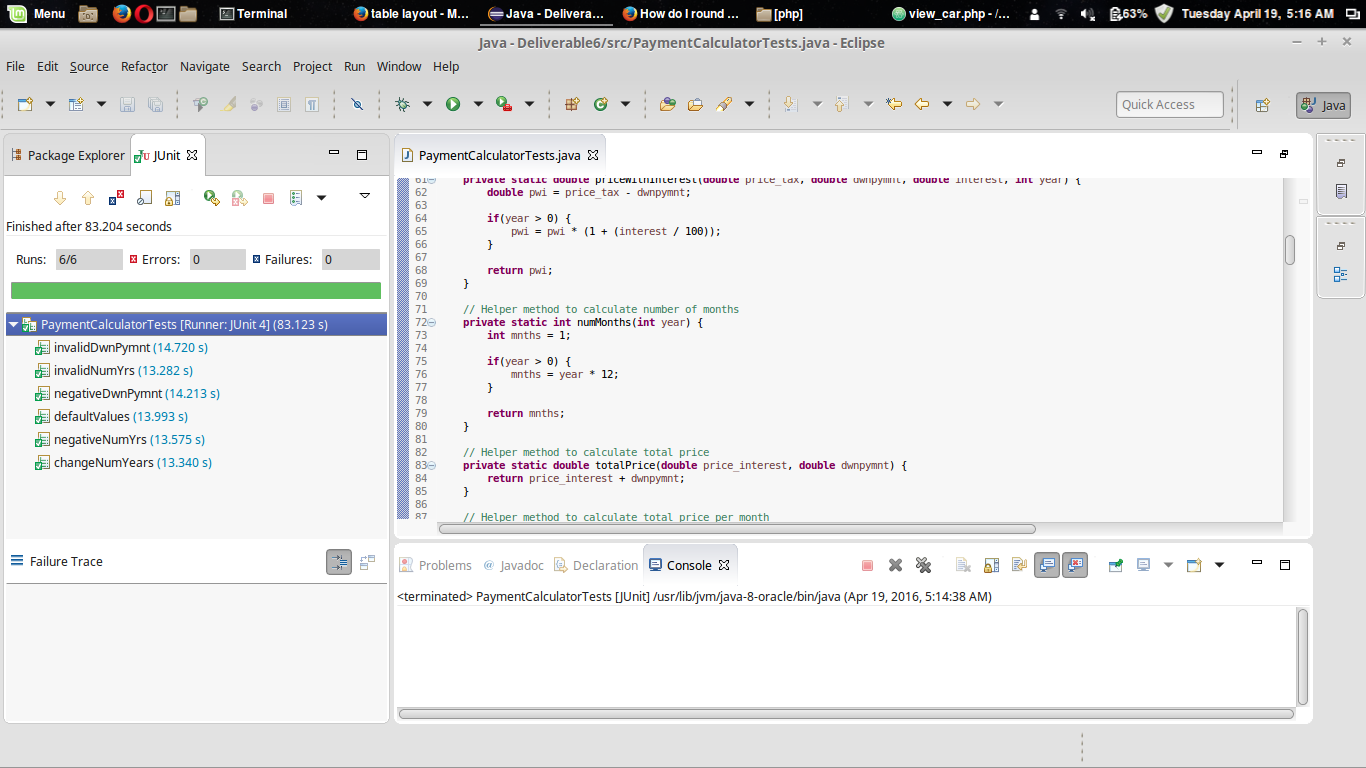 Menu Terminal table layout - M... Java - Delivera... How do I round ... [php] view_car.php - /... 63% Tuesday April 19, 5:16 AM
Java - Deliverable6/src/PaymentCalculatorTests.java - Eclipse
File Edit Source Refactor Navigate Search Project Run Window Help
Quick Access Java
Package Explorer JUnit
Finished after 83.204 seconds
Runs: 6/6 Errors: 0 Failures: 0
PaymentCalculatorTests [Runner: JUnit 4] (83.123 s)
invalidDwnPymnt (14.720 s)
invalidNumYrs (13.282 s)
negativeDwnPymnt (14.213 s)
defaultValues (13.993 s)
negativeNumYrs (13.575 s)
changeNumYears (13.340 s)
Failure Trace
PaymentCalculatorTests.java
61 private static double priceWithInterest(double price_tax, double dwnpymnt, double interest, int year) {
62 double pwi = price_tax - dwnpymnt;
63
64 if(year > 0) {
65 pwi = pwi * (1 + (interest / 100));
66 }
67
68 return pwi;
69 }
70
71 // Helper method to calculate number of months
72 private static int numMonths(int year) {
73 int mnths = 1;
74
75 if(year > 0) {
76 mnths = year * 12;
77 }
78
79 return mnths;
80 }
81
82 // Helper method to calculate total price
83 private static double totalPrice(double price_interest, double dwnpymnt) {
84 return price_interest + dwnpymnt;
85 }
86
87 // Helper method to calculate total price per month
Problems @ Javadoc Declaration Console
<terminated> PaymentCalculatorTests [JUnit] /usr/lib/jvm/java-8-oracle/bin/java (Apr 19, 2016, 5:14:38 AM)